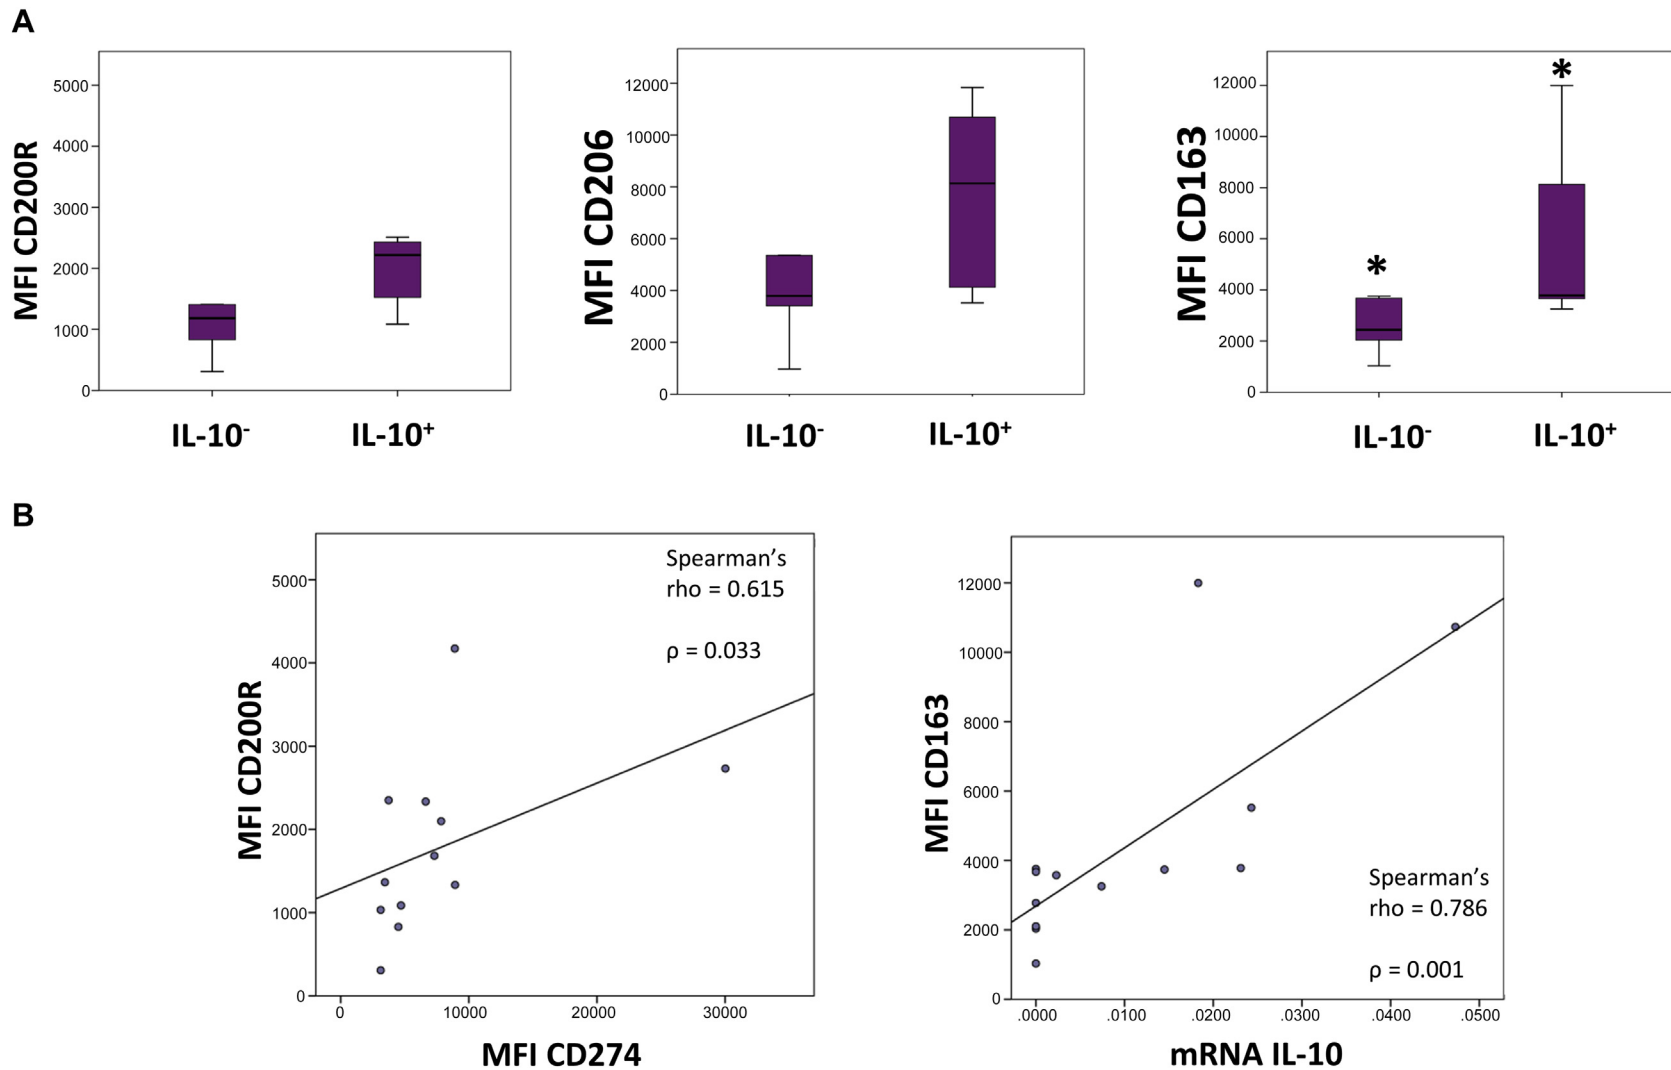 A
MFI CD200R
5000
4000
3000
2000
1000
0
IL-10-
IL-10+
MFI CD206
12000
10000
8000
6000
4000
2000
0
IL-10-
IL-10+
MFI CD163
12000
10000
8000
6000
4000
2000
0
*
*
IL-10-
IL-10+
B
MFI CD200R
5000
4000
3000
2000
1000
0
Spearman's
rho = 0.615
ρ = 0.033
0 10000 20000 30000
MFI CD274
MFI CD163
12000
10000
8000
6000
4000
2000
0
Spearman's
rho = 0.786
ρ = 0.001
.0000 .0100 .0200 .0300 .0400 .0500
mRNA IL-10